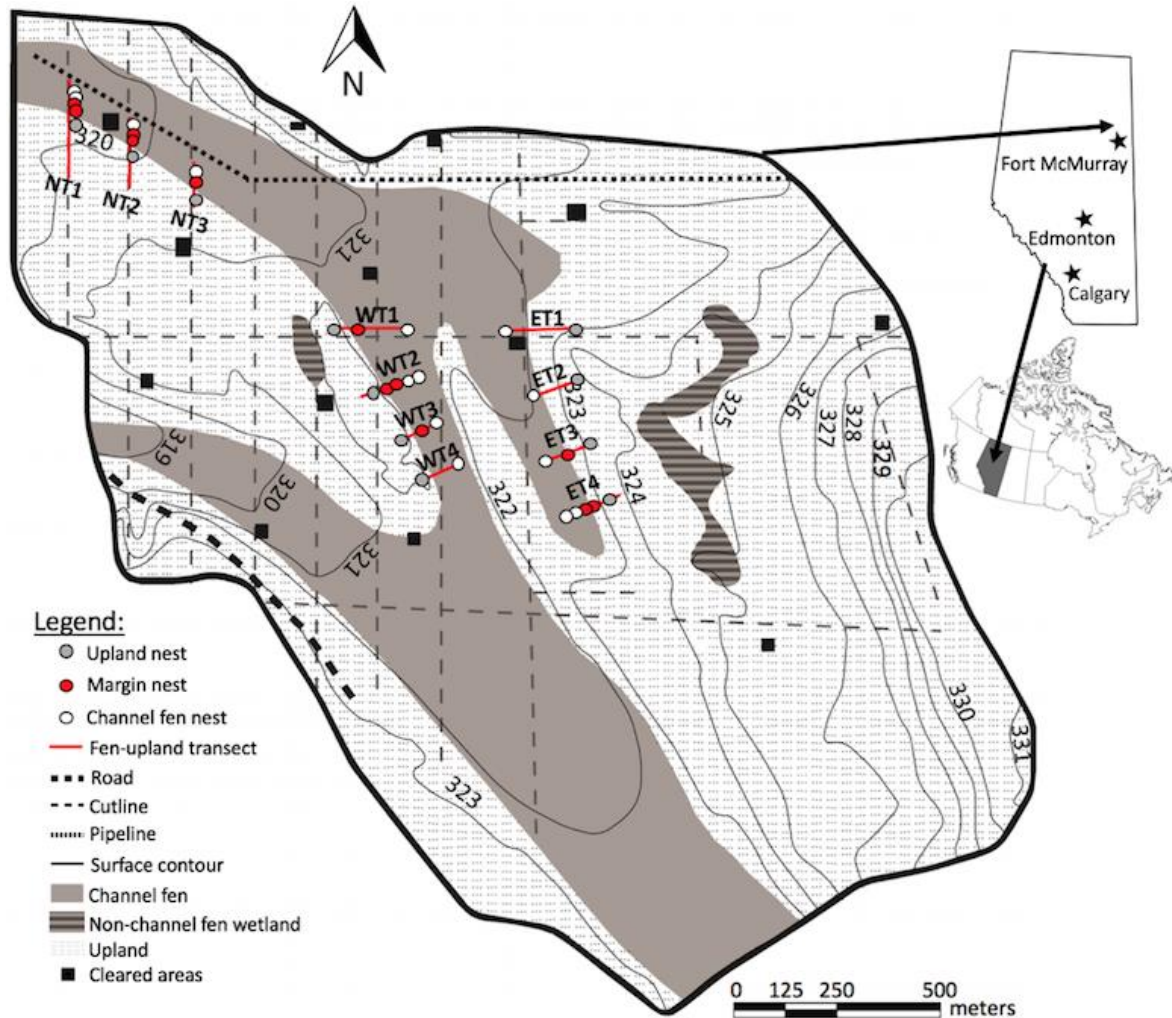 N
320
NT1
NT2
NT3
321
Fort McMurray
Edmonton
Calgary
WT1
ET1
WT2
ET2
323
325
326
327
328
329
WT3
ET3
319
WT4
ET4
324
320
322
321
330
331
323
Legend:
Upland nest
Margin nest
Channel fen nest
Fen-upland transect
Road
Cutline
Pipeline
Surface contour
Channel fen
Non-channel fen wetland
Upland
Cleared areas
0 125 250 500
meters